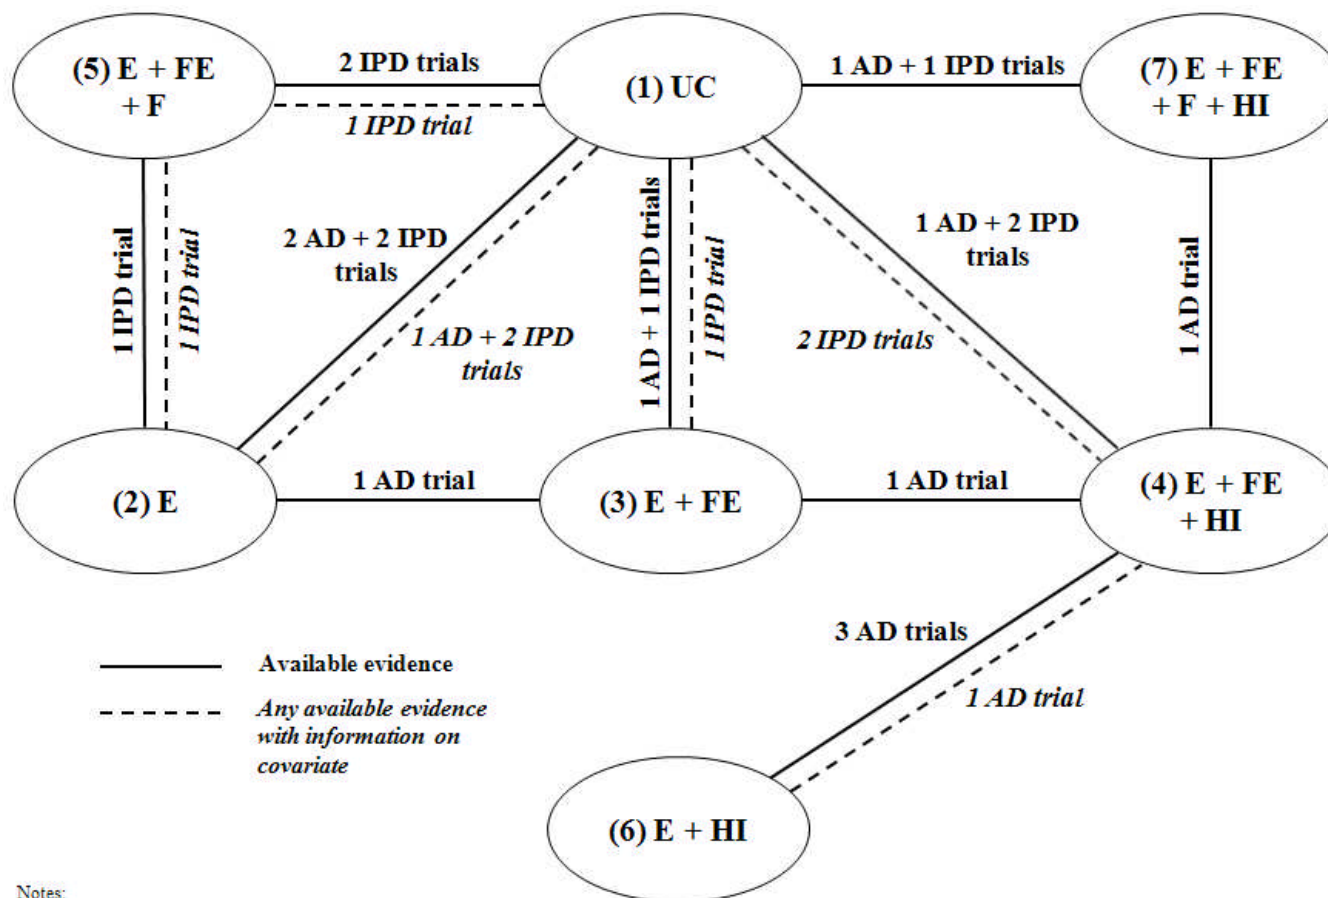 (5) E + FE
+ F
2 IPD trials
1 IPD trial
(1) UC
1 AD + 1 IPD trials
(7) E + FE
+ F + HI
1 IPD trial
1 IPD trial
2 AD + 2 IPD
trials
1 AD + 2 IPD
trials
1 AD + 1 IPD trials
1 IPD trial
1 AD + 2 IPD
trials
2 IPD trials
1 AD trial
(2) E
1 AD trial
(3) E + FE
1 AD trial
(4) E + FE
+ HI
3 AD trials
1 AD trial
Available evidence
Any available evidence
with information on
covariate
(6) E + HI
Notes: